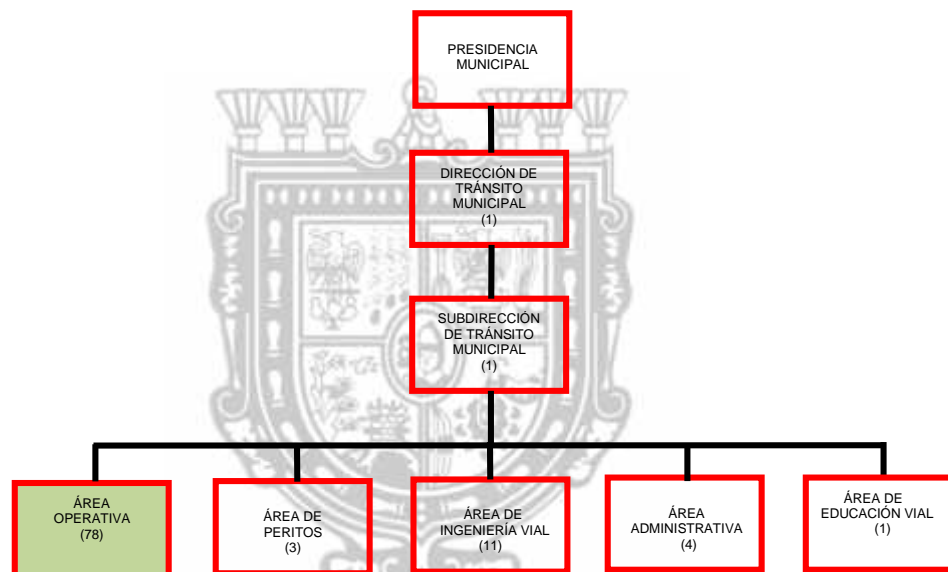 PRESIDENCIA
MUNICIPAL
DIRECCIÓN DE
TRÁNSITO
MUNICIPAL
(1)
SUBDIRECCIÓN
DE TRÁNSITO
MUNICIPAL
(1)
ÁREA
OPERATIVA
(78)
ÁREA DE
PERITOS
(3)
ÁREA DE
INGENIERÍA VIAL
(11)
ÁREA
ADMINISTRATIVA
(4)
ÁREA DE
EDUCACIÓN VIAL
(1)